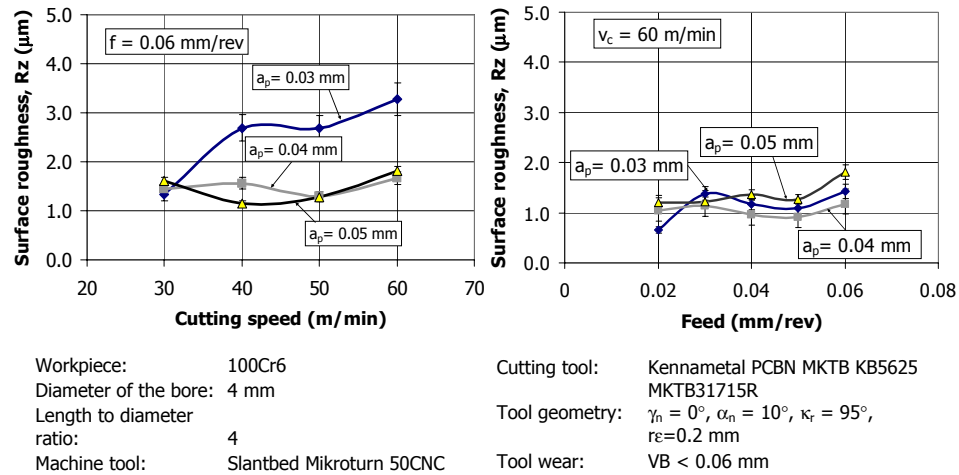 Surface roughness, Rz (μm)
5.0
4.0
3.0
2.0
1.0
0.0
f = 0.06 mm/rev
aₚ= 0.03 mm
aₚ= 0.04 mm
aₚ= 0.05 mm
20 30 40 50 60 70
Cutting speed (m/min)
Surface roughness, Rz (μm)
5.0
4.0
3.0
2.0
1.0
0.0
v_c = 60 m/min
aₚ= 0.05 mm
aₚ= 0.03 mm
aₚ= 0.04 mm
0 0.02 0.04 0.06 0.08
Feed (mm/rev)
Workpiece: 100Cr6
Diameter of the bore: 4 mm
Length to diameter
ratio: 4
Machine tool: Slantbed Mikroturn 50CNC
Cutting tool: Kennametal PCBN MKTB KB5625
MKTB31715R
Tool geometry: γₙ = 0°, αₙ = 10°, κᵣ = 95°,
rε=0.2 mm
Tool wear: VB < 0.06 mm